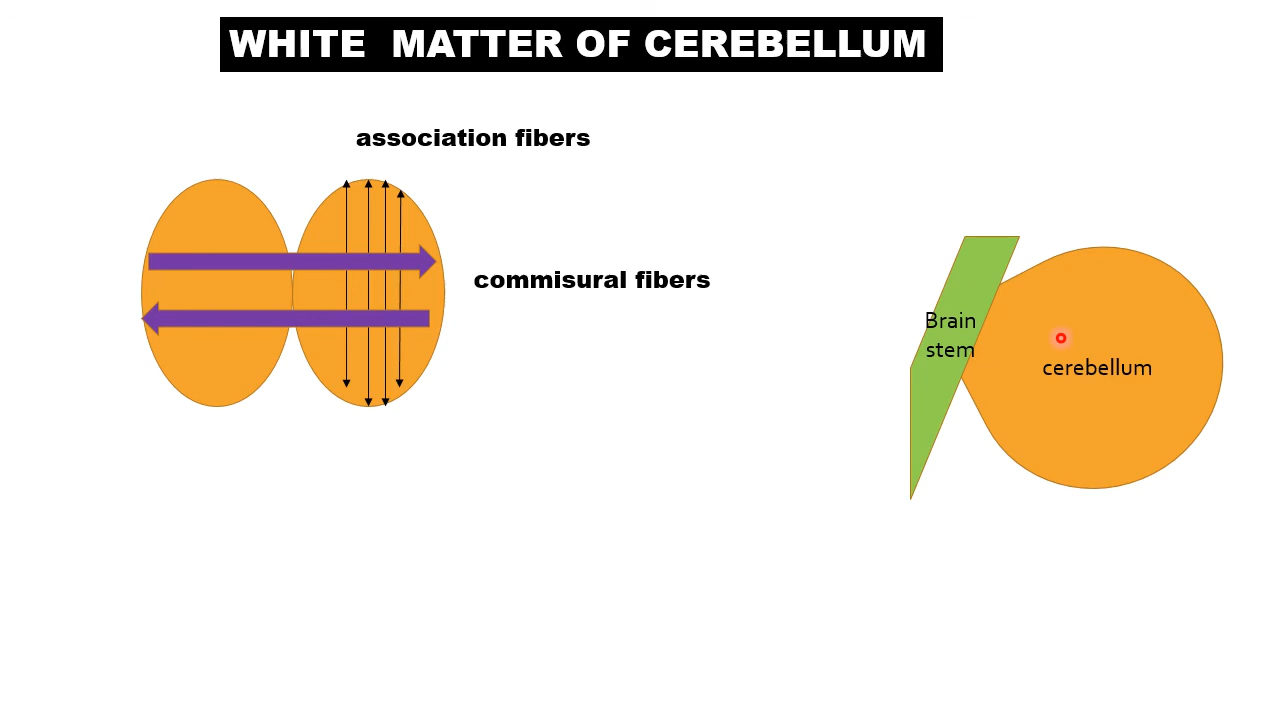 WHITE MATTER OF CEREBELLUM
association fibers
commisural fibers
Brain
stem
cerebellum